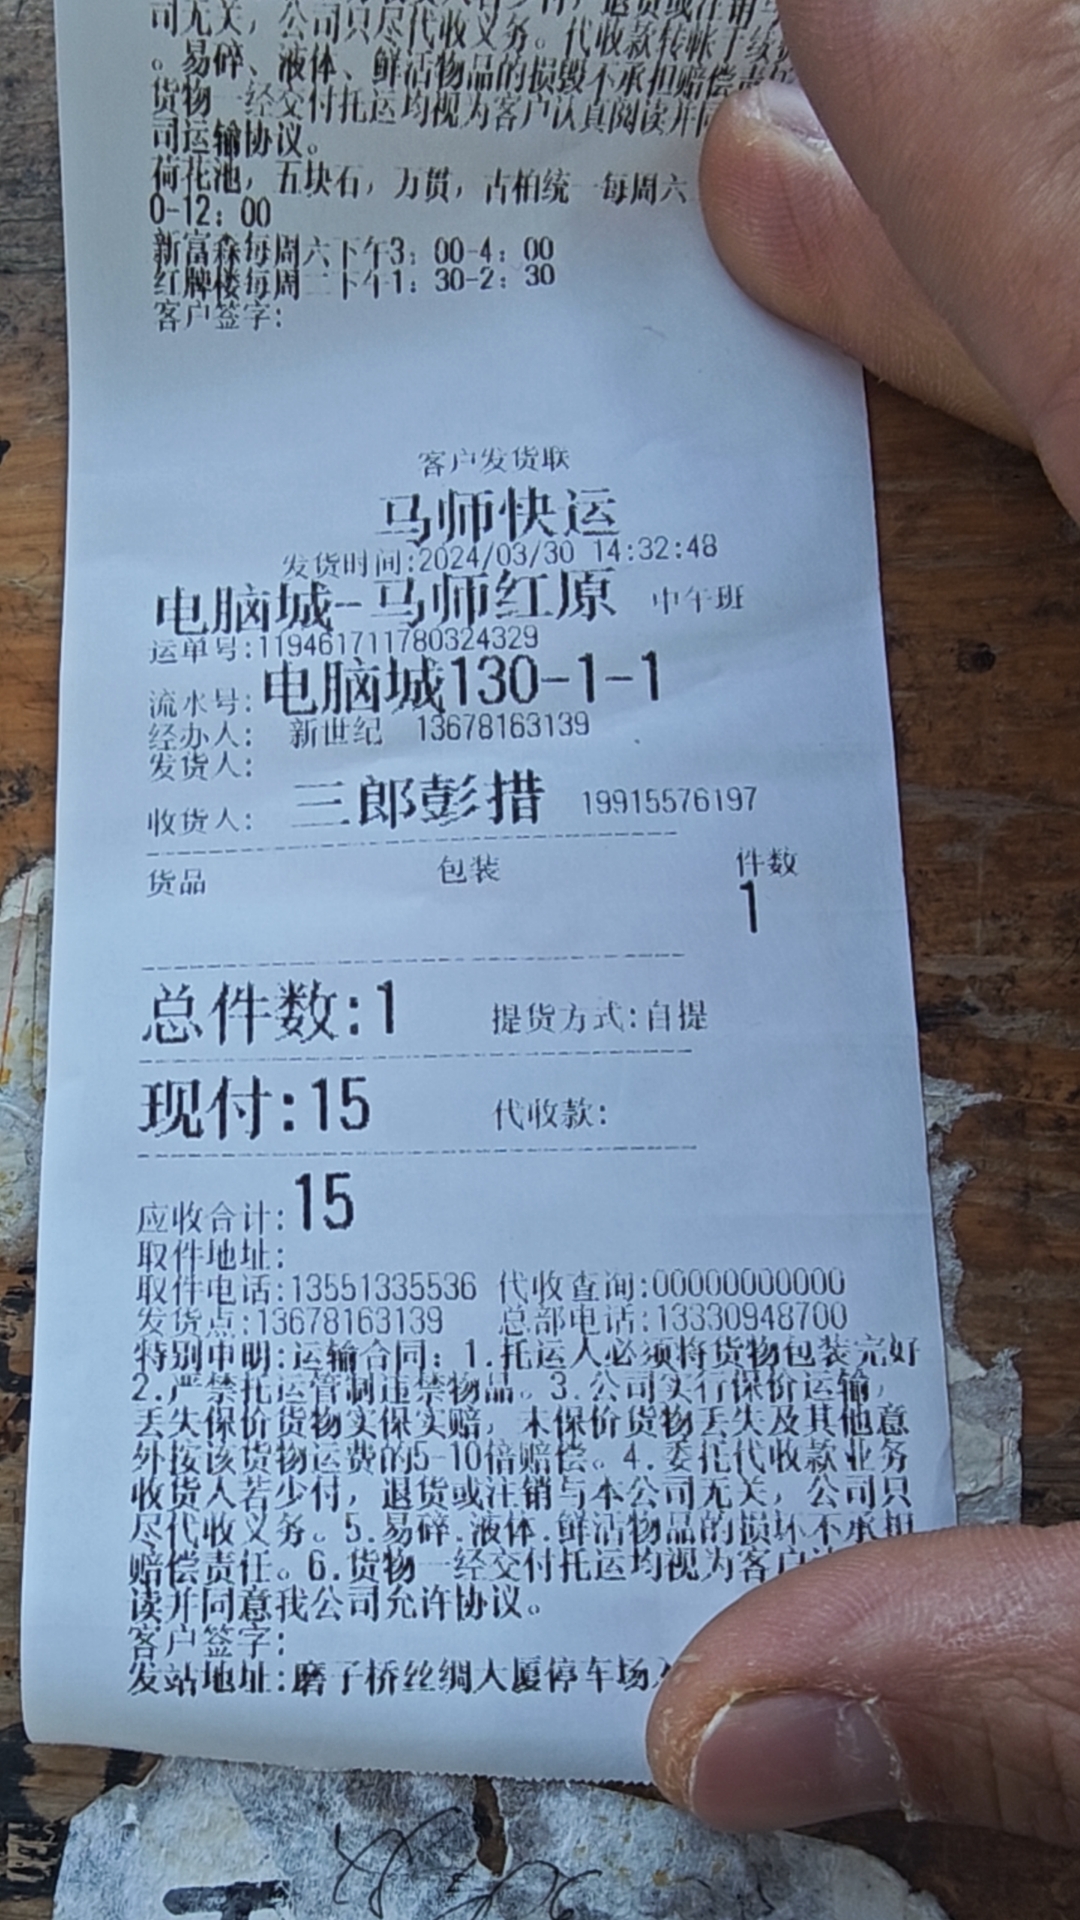 司无关，公司只尽代收义务。代收款转帐手续
。易碎、液体、鲜活物品的损毁不承担赔偿责
货物一经交付托运均视为客户认真阅读并同
司运输协议。
荷花池，五块石，万贯，古柏统一每周六
0-12：00
新富森每周六下午3：00-4：00
红牌楼每周二下午1：30-2：30
客户签字:
客户发货联
马师快运
发货时间:2024/03/30 14:32:48
电脑城-马师红原 中午班
运单号:119461711780324329
流水号:电脑城130-1-1
经办人: 新世纪 13678163139
发货人:
收货人: 三郎彭措 19915576197
货品 包装 件数
1
总件数:1 提货方式:自提
现付:15 代收款:
应收合计:15
取件地址:
取件电话:13551335536 代收查询:00000000000
发货点:13678163139 总部电话:13330948700
特别申明:运输合同：1.托运人必须将货物包装完好
2.严禁托运管制违禁物品。3.公司实行保价运输，
丢失保价货物实保实赔，未保价货物丢失及其他意
外按该货物运费的5-10倍赔偿。4.委托代收款业务
收货人若少付，退货或注销与本公司无关，公司只
尽代收义务。5.易碎.液体.鲜活物品的损坏不承担
赔偿责任。6.货物一经交付托运均视为客户
读并同意我公司允许协议。
客户签字:
发站地址:磨子桥丝绸大厦停车场